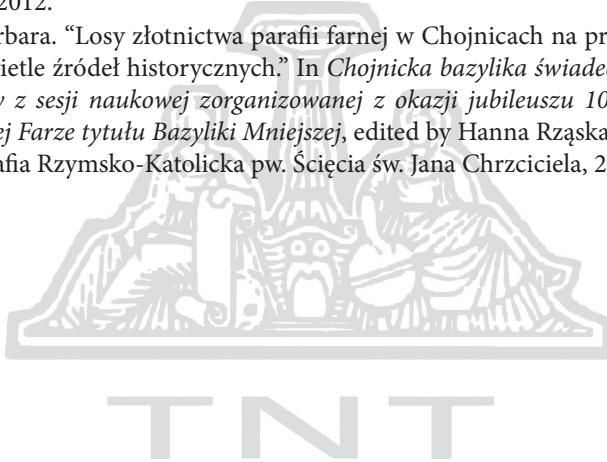 2012.
rbara. “Losy złotnictwa parafii farnej w Chojnicach na pr
ietle źródeł historycznych.” In Chojnicka bazylika świadec
y z sesji naukowej zorganizowanej z okazji jubileuszu 10
ej Farze tytułu Bazyliki Mniejszej, edited by Hanna Rząska
afia Rzymsko-Katolicka pw. Ścięcia św. Jana Chrzciciela, 2
TNT